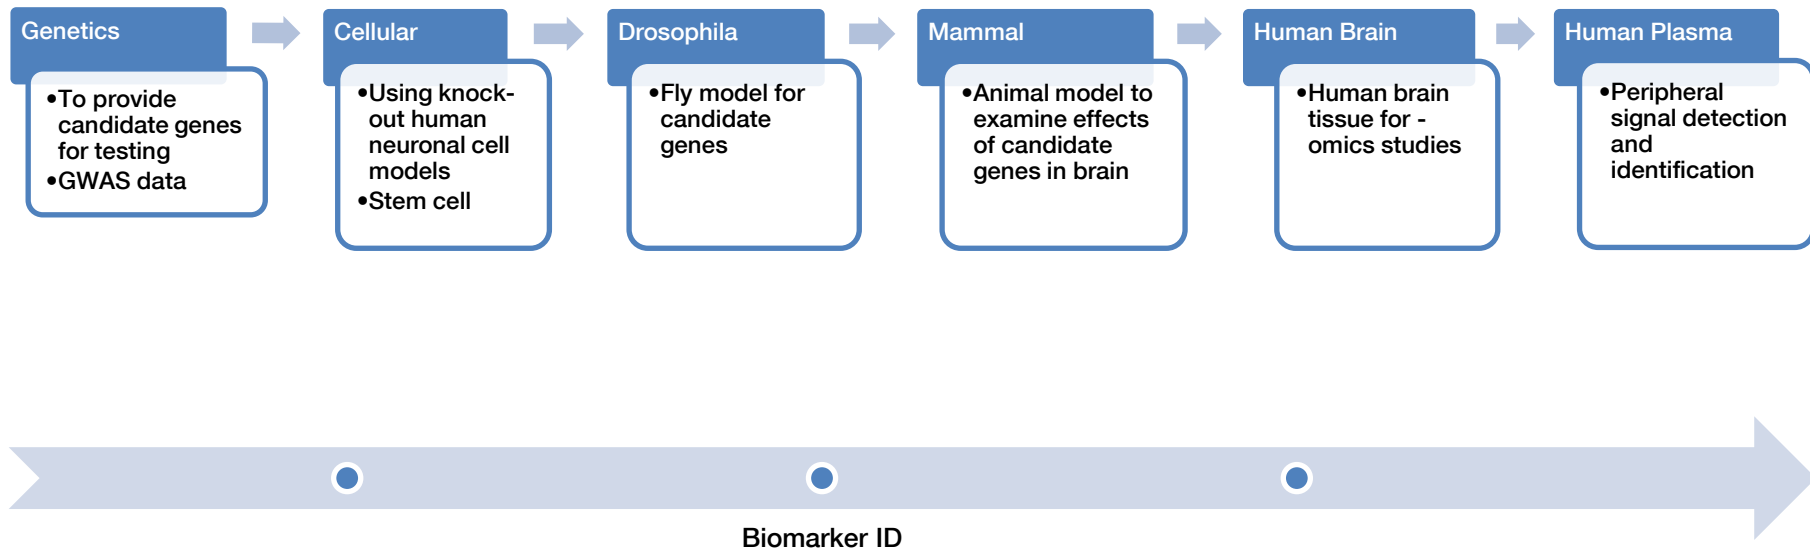 Genetics
•To provide
candidate genes
for testing
•GWAS data
Cellular
•Using knock-
out human
neuronal cell
models
•Stem cell
Drosophila
•Fly model for
candidate
genes
Mammal
•Animal model to
examine effects
of candidate
genes in brain
Human Brain
•Human brain
tissue for -
omics studies
Human Plasma
•Peripheral
signal detection
and
identification
Biomarker ID